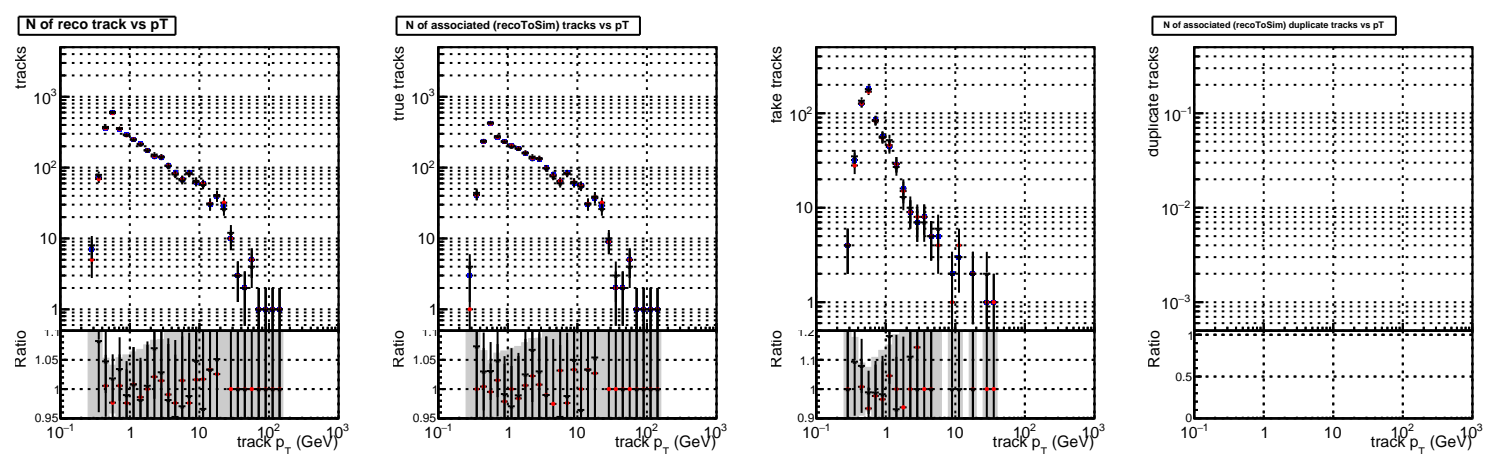 N of reco track vs pT
tracks
10³
10²
10
1
Ratio
1.1
1.05
1
0.95
10⁻¹ 1 10 10² 10³
track p_T (GeV)
N of associated (recoToSim) tracks vs pT
true tracks
10³
10²
10
1
Ratio
1.1
1.05
1
0.95
10⁻¹ 1 10 10² 10³
track p_T (GeV)
fake tracks
10²
10
1
Ratio
1.2
1.1
1
0.9
10⁻¹ 1 10 10² 10³
track p_T (GeV)
N of associated (recoToSim) duplicate tracks vs pT
duplicate tracks
10⁻¹
10⁻²
10⁻³
Ratio
1
0.5
0
10⁻¹ 1 10 10² 10³
track p_T (GeV)